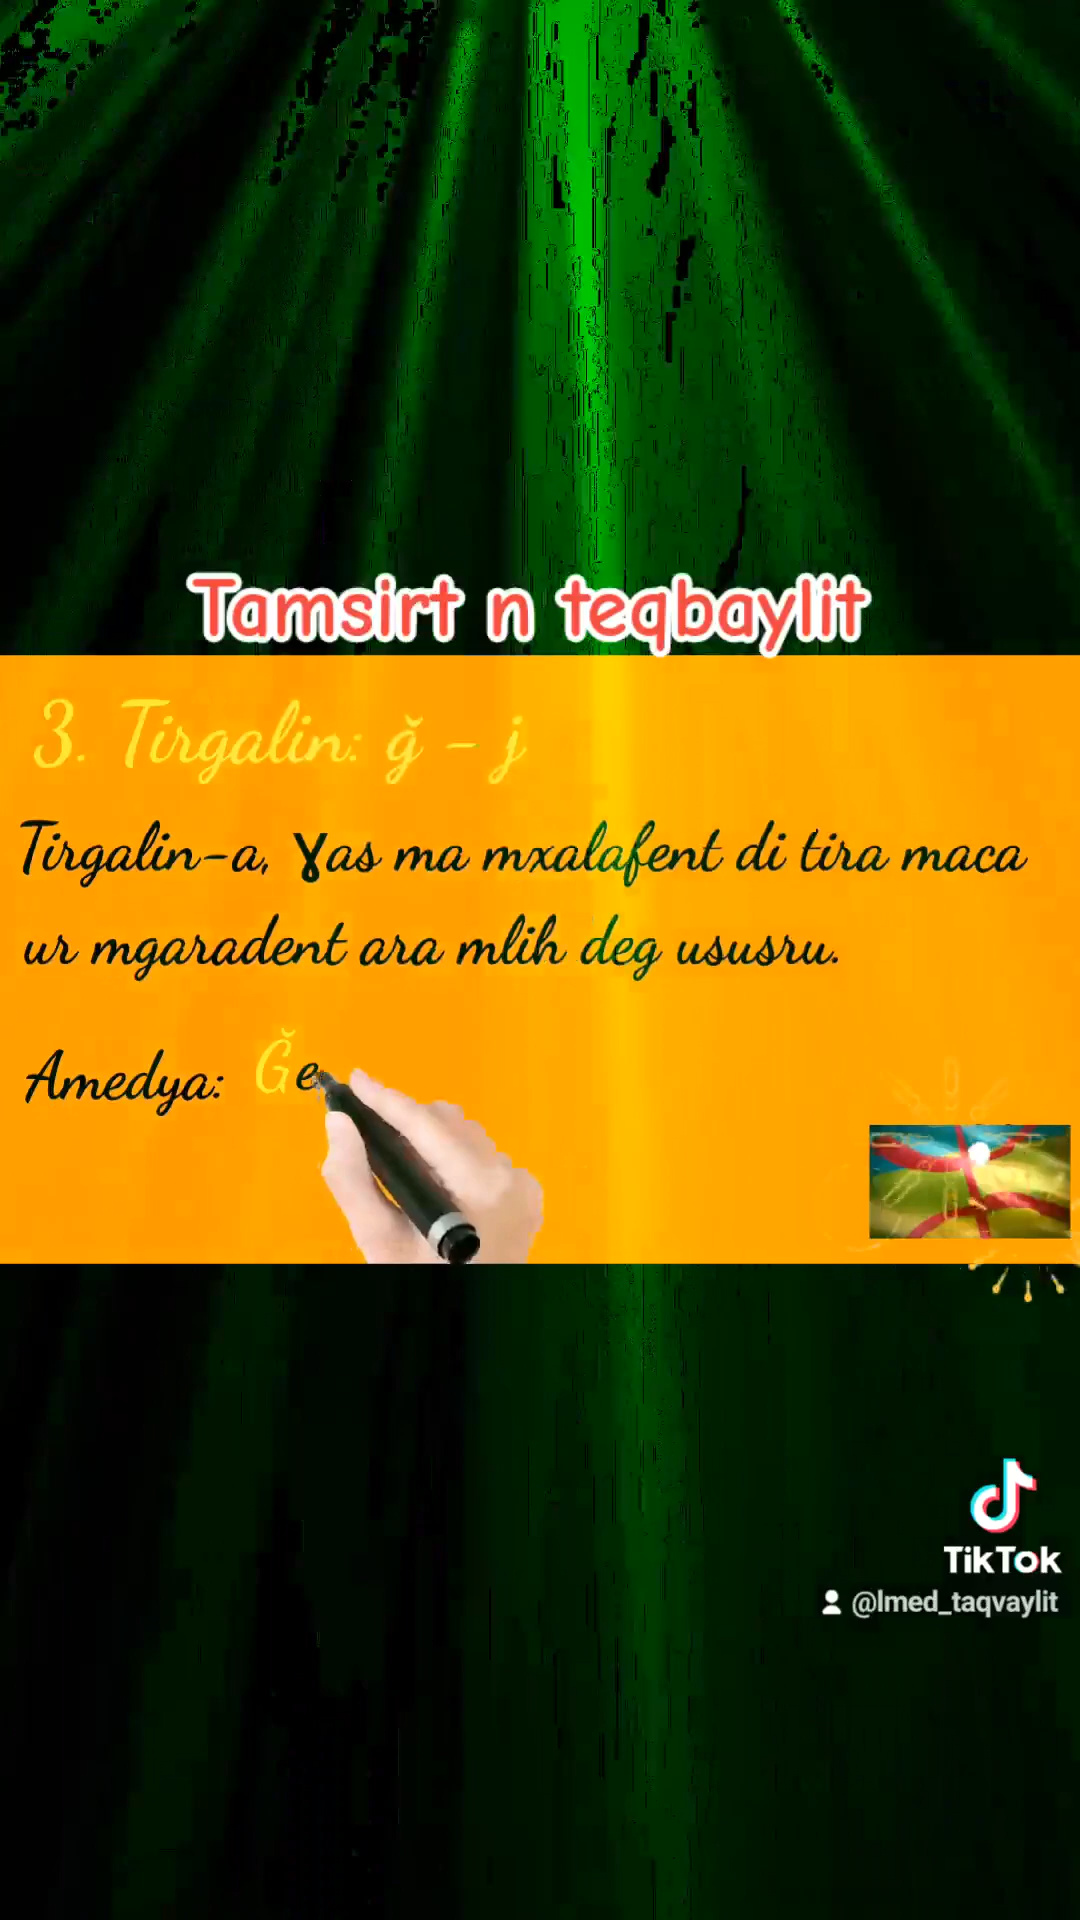 Tamsirt n teqbaylit
3. Tirgalin: ğ - j
Tirgalin-a, Ɣas ma mxalafent di tira maca
ur mgaradent ara mlih deg ususru.
Amedya: Ğe
TikTok
@lmed_taqvaylit